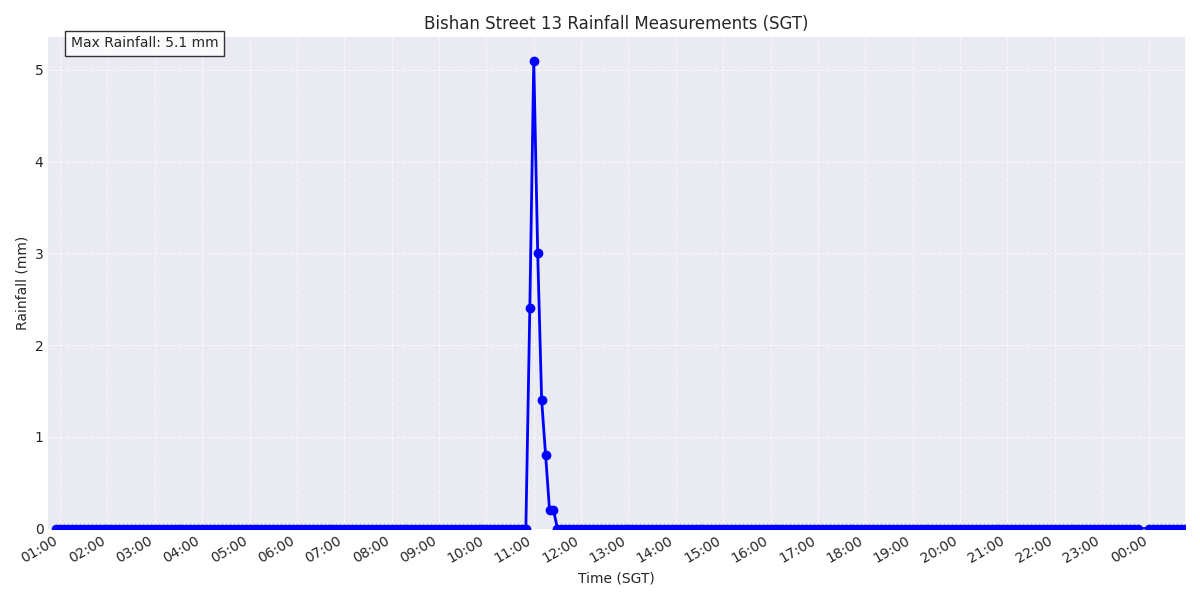 Bishan Street 13 Rainfall Measurements (SGT)
Max Rainfall: 5.1 mm
5
4
3
2
1
0
Rainfall (mm)
01:00 02:00 03:00 04:00 05:00 06:00 07:00 08:00 09:00 10:00 11:00 12:00 13:00 14:00 15:00 16:00 17:00 18:00 19:00 20:00 21:00 22:00 23:00 00:00
Time (SGT)